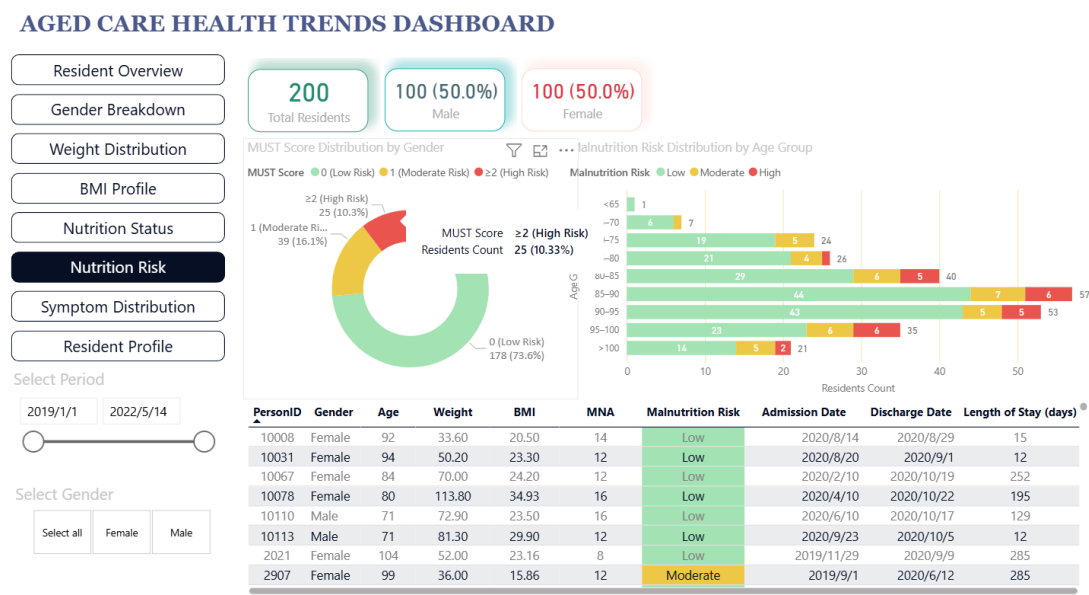 AGED CARE HEALTH TRENDS DASHBOARD
Resident Overview
Gender Breakdown
Weight Distribution
BMI Profile
Nutrition Status
Nutrition Risk
Symptom Distribution
Resident Profile
Select Period
2019/1/1 2022/5/14
Select Gender
Select all Female Male
200
Total Residents
100 (50.0%)
Male
100 (50.0%)
Female
MUST Score Distribution by Gender
MUST Score 0 (Low Risk) 1 (Moderate Risk) ≥2 (High Risk)
≥2 (High Risk)
25 (10.3%)
1 (Moderate Ri...
39 (16.1%)
0 (Low Risk)
178 (73.6%)
MUST Score ≥2 (High Risk)
Residents Count 25 (10.33%)
Malnutrition Risk Distribution by Age Group
Malnutrition Risk Low Moderate High
<65 1
–70 6 7
–75 19 5 24
–80 21 4 26
80–85 29 6 5 40
85–90 44 7 6 57
90–95 43 5 5 53
95–100 23 6 6 35
>100 14 5 2 21
Age G
0 10 20 30 40 50
Residents Count
PersonID Gender Age Weight BMI MNA Malnutrition Risk Admission Date Discharge Date Length of Stay (days)
10008 Female 92 33.60 20.50 14 Low 2020/8/14 2020/8/29 15
10031 Female 94 50.20 23.30 12 Low 2020/8/20 2020/9/1 12
10067 Female 84 70.00 24.20 12 Low 2020/2/10 2020/10/19 252
10078 Female 80 113.80 34.93 16 Low 2020/4/10 2020/10/22 195
10110 Male 71 72.90 23.50 16 Low 2020/6/10 2020/10/17 129
10113 Male 71 81.30 29.90 12 Low 2020/9/23 2020/10/5 12
2021 Female 104 52.00 23.16 8 Low 2019/11/29 2020/9/9 285
2907 Female 99 36.00 15.86 12 Moderate 2019/9/1 2020/6/12 285